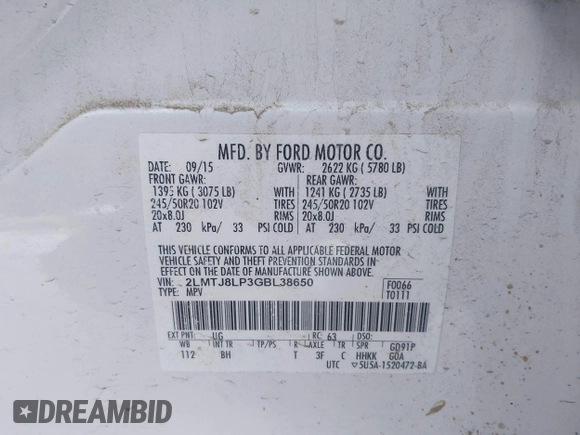 MFD. BY FORD MOTOR CO.
DATE: 09/15 GVWR: 2622 KG ( 5780 LB)
FRONT GAWR: REAR GAWR:
1395 KG ( 3075 LB) WITH 1241 KG ( 2735 LB) WITH
245/50R20 102V TIRES 245/50R20 102V TIRES
20x8.0J RIMS 20x8.0J RIMS
AT 230 kPa/ 33 PSI COLD AT 230 kPa/ 33 PSI COLD
THIS VEHICLE CONFORMS TO ALL APPLICABLE FEDERAL MOTOR
VEHICLE SAFETY AND THEFT PREVENTION STANDARDS IN
EFFECT ON THE DATE OF MANUFACTURE SHOWN ABOVE.
VIN: 2LMTJ8LP3GBL38650 F0066
TYPE: MPV T0111
EXT PNT: UG RC: 63 DSO:
WB INT TR TP/PS R AXLE TR SPR GD91P
112 BH T 3F C HHKK GOA
UTC 5U5A-1520472-BA
DREAMBID